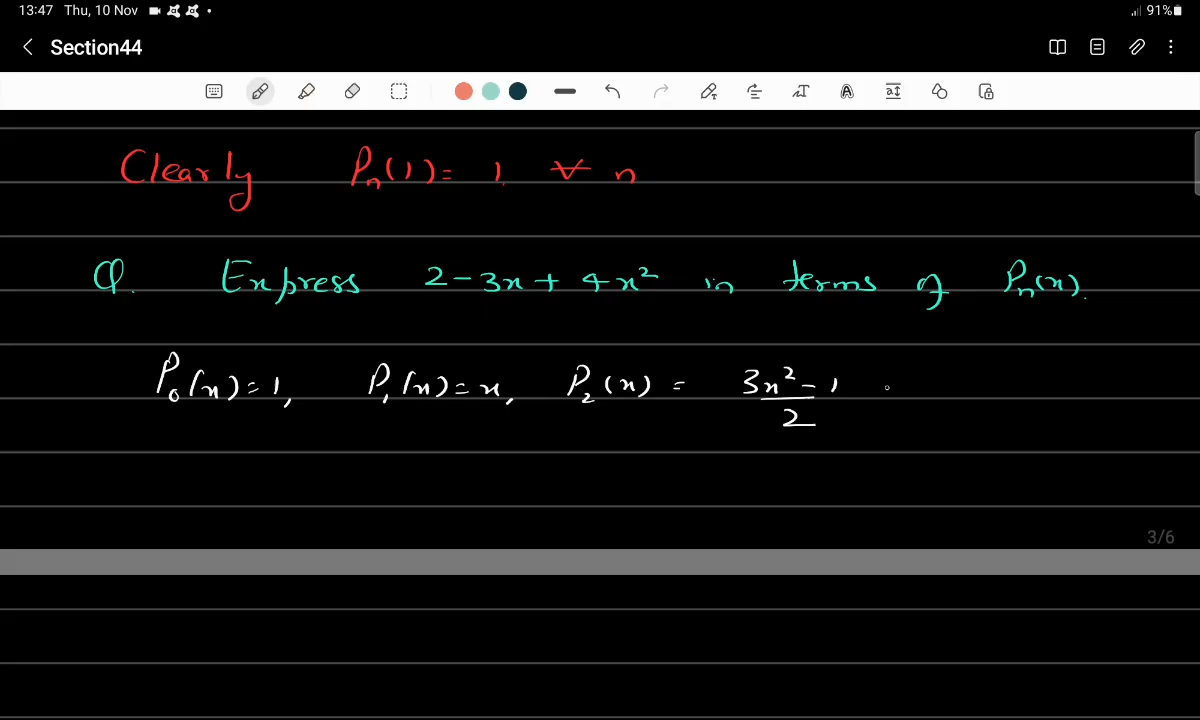 13:47 Thu, 10 Nov 91%
Section44
Clearly Pₙ(1) = 1. ∀ n
Q. Express 2 - 3x + 4x² in terms of Pₙ(x).
P₀(x) = 1, P₁(x) = x, P₂(x) = (3x² - 1)/2 .
3/6